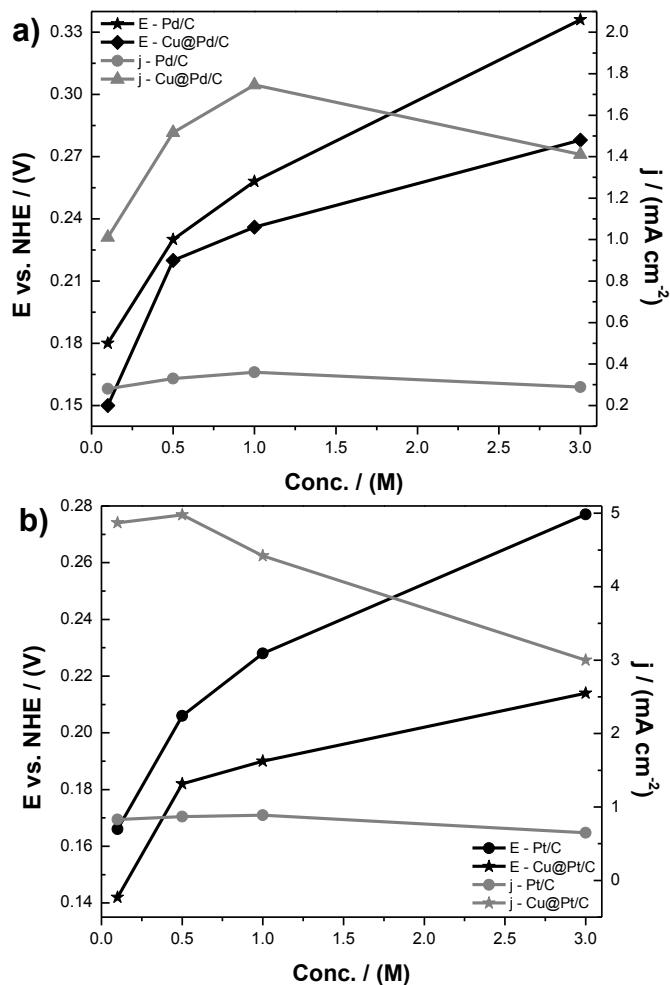 a)
E - Pd/C
E - Cu@Pd/C
j - Pd/C
j - Cu@Pd/C
0.33
0.30
0.27
0.24
0.21
0.18
0.15
E vs. NHE / (V)
2.0
1.8
1.6
1.4
1.2
1.0
0.8
0.6
0.4
0.2
j / (mA cm-2)
0.0 0.5 1.0 1.5 2.0 2.5 3.0
Conc. / (M)
b)
0.28
0.26
0.24
0.22
0.20
0.18
0.16
0.14
E vs. NHE / (V)
5
4
3
2
1
0
j / (mA cm-2)
E - Pt/C
E - Cu@Pt/C
j - Pt/C
j - Cu@Pt/C
0.0 0.5 1.0 1.5 2.0 2.5 3.0
Conc. / (M)